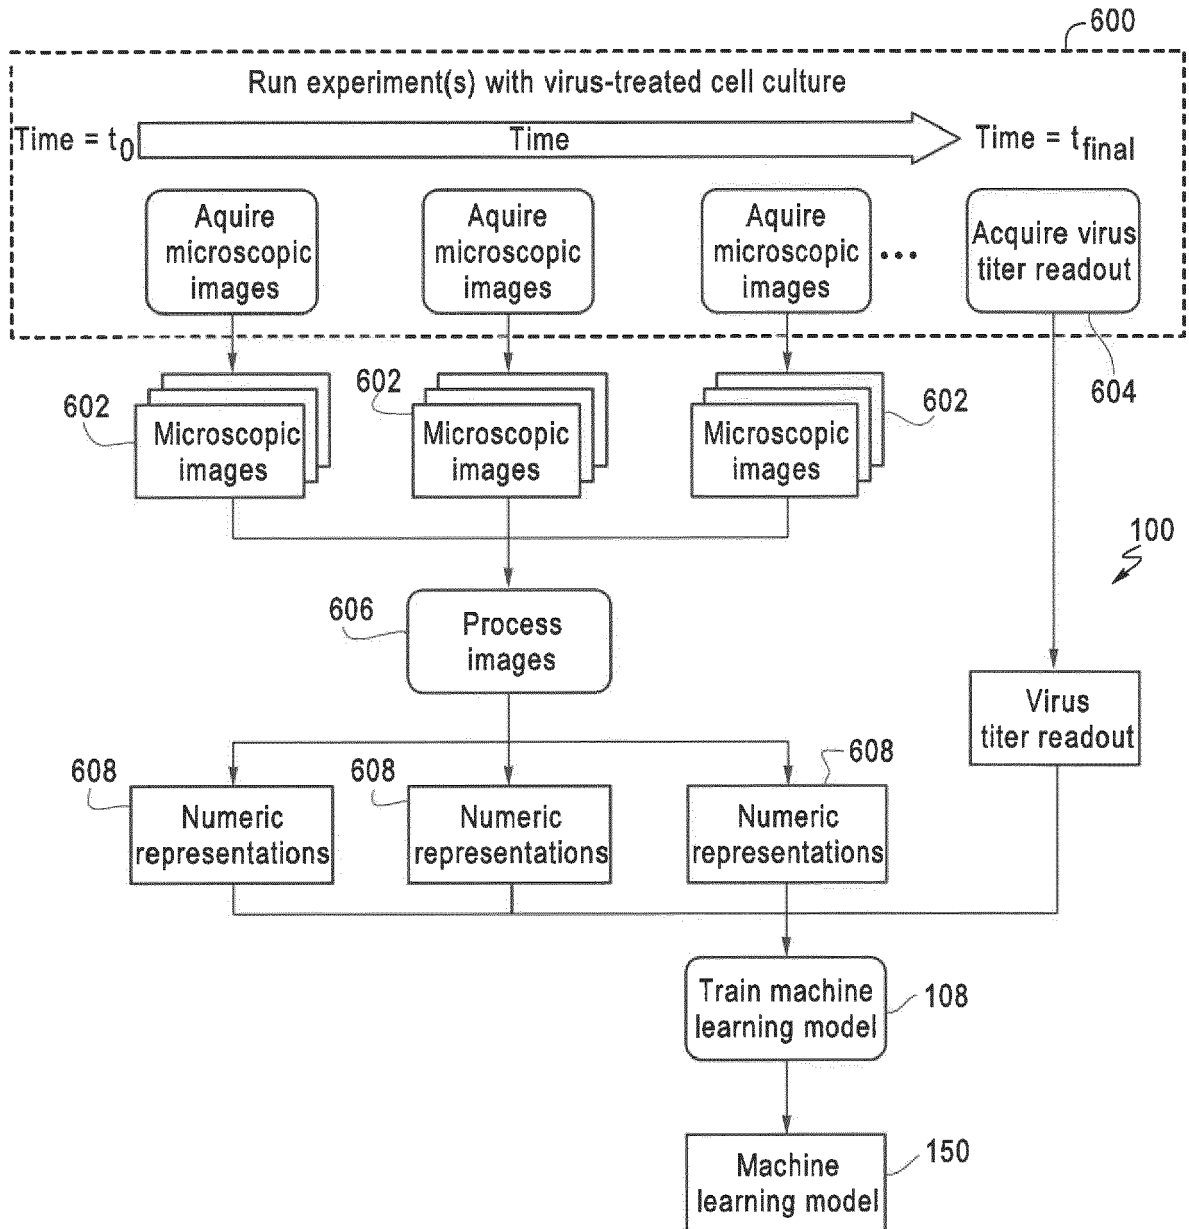 600
Run experiment(s) with virus-treated cell culture
Time = t0
Time
Time = tfinal
Aquire
microscopic
images
Aquire
microscopic
images
Aquire
microscopic
images
•••
Acquire virus
titer readout
604
602
Microscopic
images
602
Microscopic
images
602
Microscopic
images
100
606
Process
images
Virus
titer readout
608
Numeric
representations
608
Numeric
representations
608
Numeric
representations
Train machine
learning model
108
Machine
learning model
150